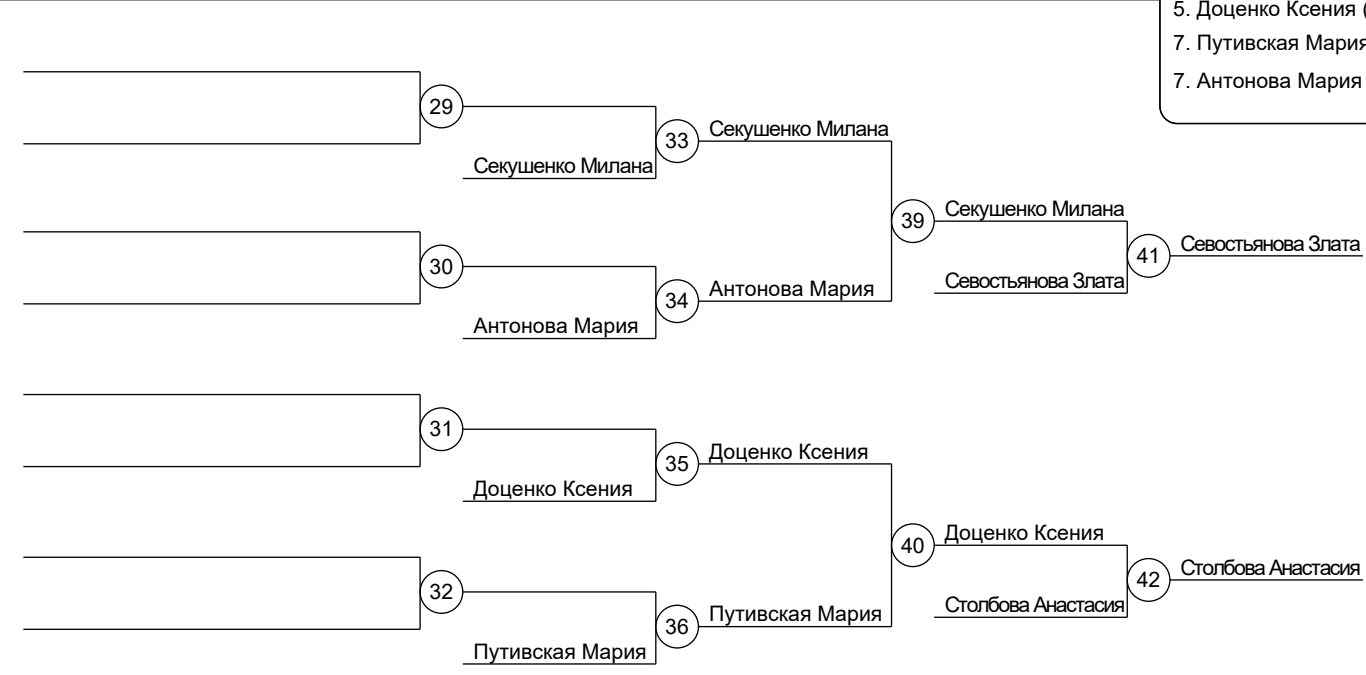 5. Доценко Ксения (
7. Путивская Мария
7. Антонова Мария
29
Секушенко Милана
33
Секушенко Милана
39
Секушенко Милана
Севостьянова Злата
41
Севостьянова Злата
30
Антонова Мария
34
Антонова Мария
31
Доценко Ксения
35
Доценко Ксения
40
Доценко Ксения
Столбова Анастасия
42
Столбова Анастасия
32
Путивская Мария
36
Путивская Мария